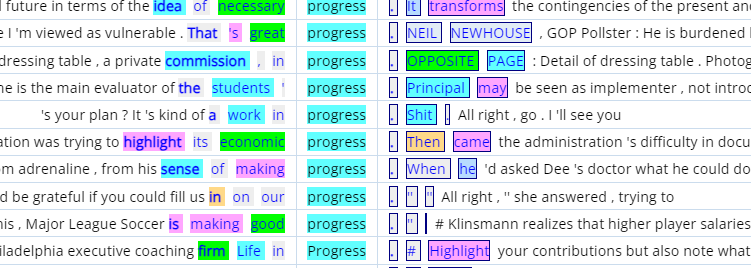 future in terms of the idea of necessary progress . It transforms the contingencies of the present an
e I 'm viewed as vulnerable . That 's great progress . NEIL NEWHOUSE , GOP Pollster : He is burdened
dressing table , a private commission , in progress . OPPOSITE PAGE : Detail of dressing table . Photog
ne is the main evaluator of the students ' progress . Principal may be seen as implementer , not introd
's your plan ? It 's kind of a work in progress . Shit . All right , go . I 'll see you
ation was trying to highlight its economic progress . Then came the administration 's difficulty in docu
m adrenaline , from his sense of making progress . When he 'd asked Dee 's doctor what he could do
d be grateful if you could fill us in on our progress . " " All right , " she answered , trying to
nis , Major League Soccer is making good progress . " | # Klinsmann realizes that higher player salaries
iladelphia executive coaching firm Life in Progress . # Highlight your contributions but also note what